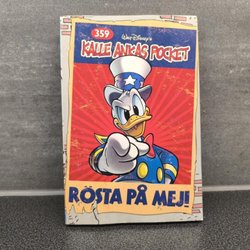 359
Walt Disney's
KALLE ANKAS POCKET
RÖSTA PÅ MEJ!